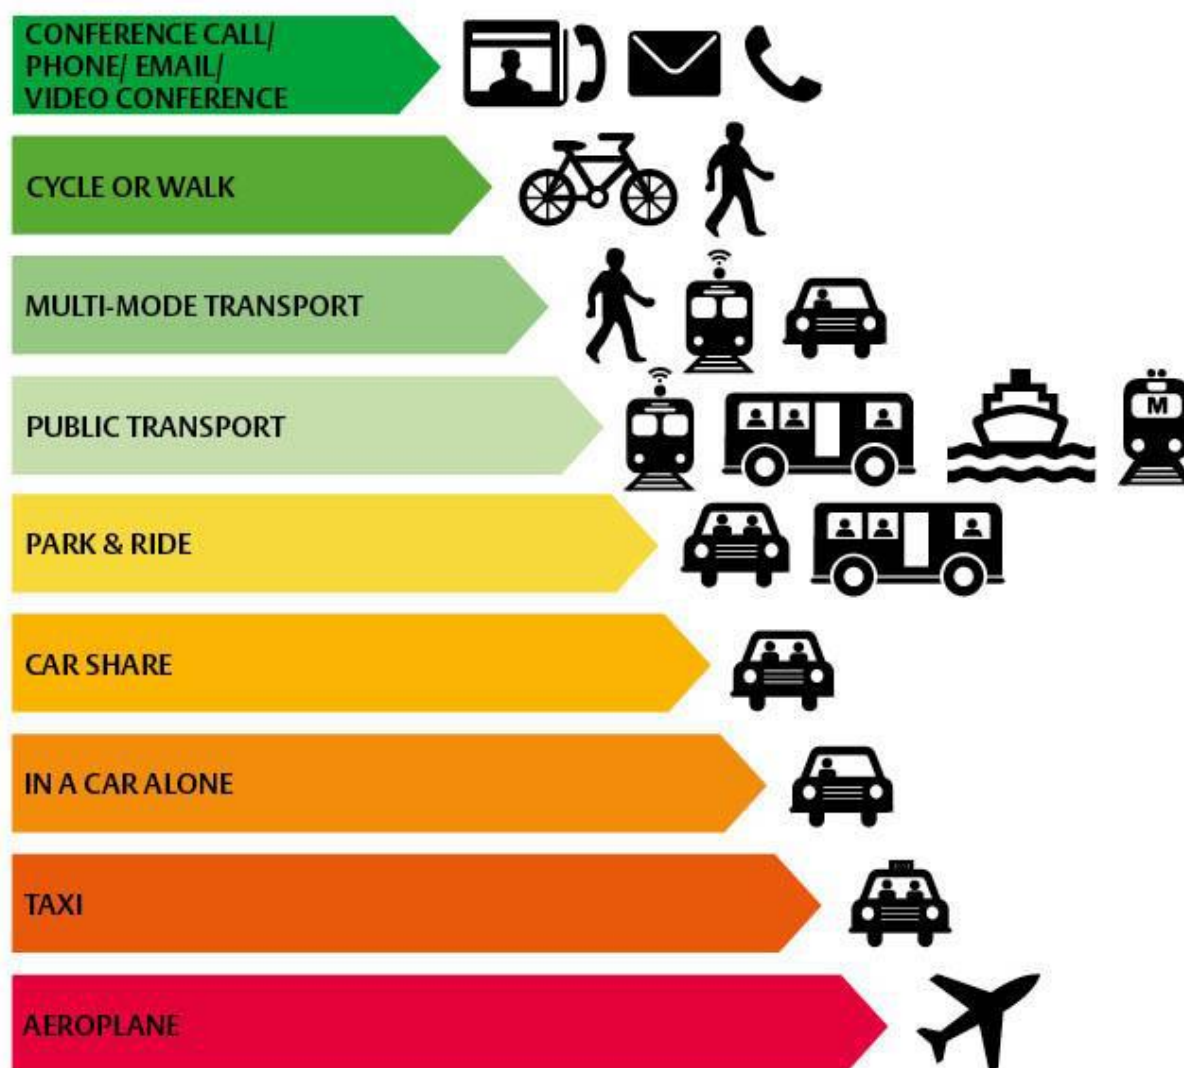 CONFERENCE CALL/
PHONE/ EMAIL/
VIDEO CONFERENCE
CYCLE OR WALK
MULTI-MODE TRANSPORT
PUBLIC TRANSPORT
M
PARK & RIDE
CAR SHARE
IN A CAR ALONE
TAXI
AEROPLANE